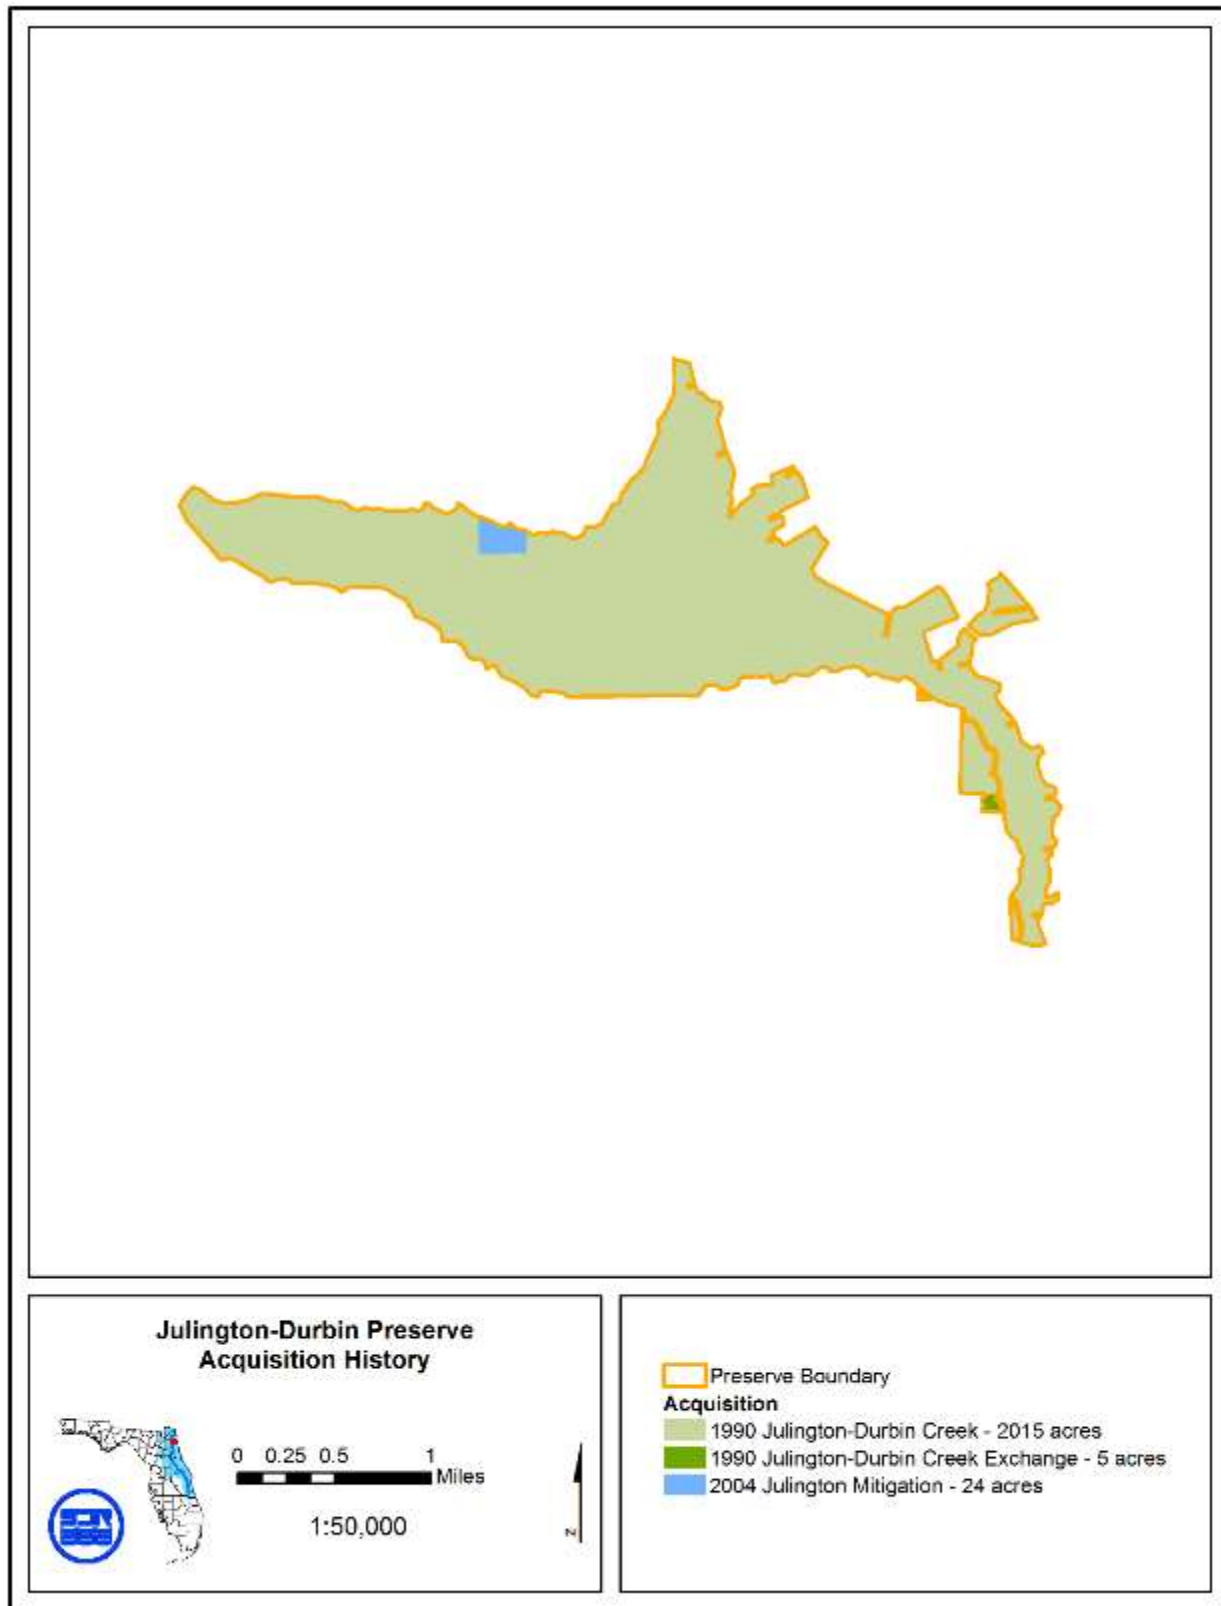 Julington-Durbin Preserve
Acquisition History
0 0.25 0.5 1
Miles
1:50,000
N
Preserve Boundary
Acquisition
1990 Julington-Durbin Creek - 2015 acres
1990 Julington-Durbin Creek Exchange - 5 acres
2004 Julington Mitigation - 24 acres